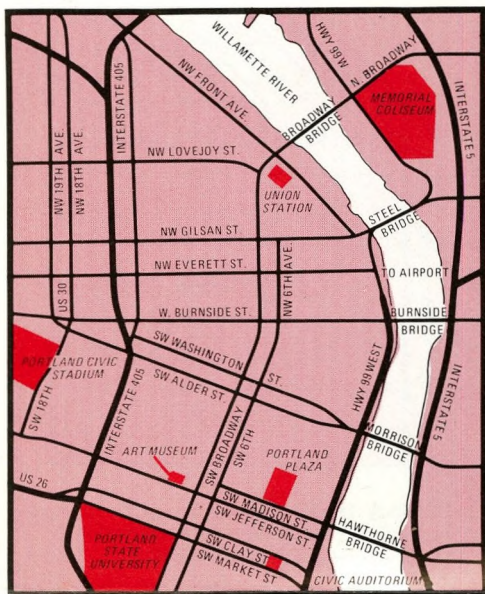 WILLAMETTE RIVER
HWY 99W
N. BROADWAY
NW FRONT AVE.
INTERSTATE 405
MEMORIAL
COLISEUM
INTERSTATE 5
BROADWAY
BRIDGE
NW 19TH AVE.
NW 18TH AVE.
NW LOVEJOY ST.
UNION
STATION
STEEL
BRIDGE
NW GILSAN ST.
NW 6TH AVE.
NW EVERETT ST.
TO AIRPORT
US 30
W. BURNSIDE ST.
BURNSIDE
BRIDGE
SW WASHINGTON ST.
PORTLAND CIVIC
STADIUM
SW ALDER ST.
HWY 99 WEST
INTERSTATE 5
SW 18TH
INTERSTATE 405
SW BROADWAY
SW 6TH
MORRISON
BRIDGE
ART MUSEUM
PORTLAND
PLAZA
US 26
SW MADISON ST.
SW JEFFERSON ST.
HAWTHORNE
BRIDGE
PORTLAND
STATE
UNIVERSITY
SW CLAY ST
SW MARKET ST
CIVIC AUDITORIUM